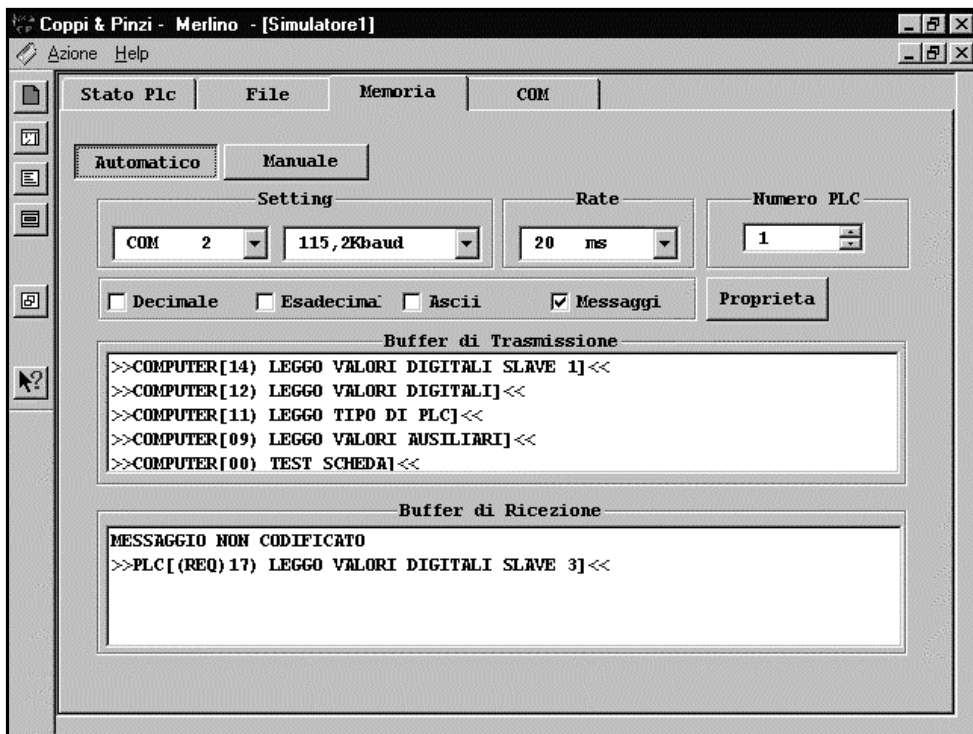 Coppi & Pinzi - Merlino - [Simulatore1]
Azione Help
Stato Plc File Memoria COM
Automatico Manuale
Setting Rate Numero PLC
COM 2 115,2Kbaud 20 ms 1
Decimale Esadecimal Ascii Messaggi Proprieta
Buffer di Trasmissione
>>COMPUTER[14) LEGGO VALORI DIGITALI SLAVE 1]<<
>>COMPUTER[12) LEGGO VALORI DIGITALI]<<
>>COMPUTER[11) LEGGO TIPO DI PLC]<<
>>COMPUTER[09) LEGGO VALORI AUSILIARI]<<
>>COMPUTER[00) TEST SCHEDA]<<
Buffer di Ricezione
MESSAGGIO NON CODIFICATO
>>PLC[(REQ)17) LEGGO VALORI DIGITALI SLAVE 3]<<